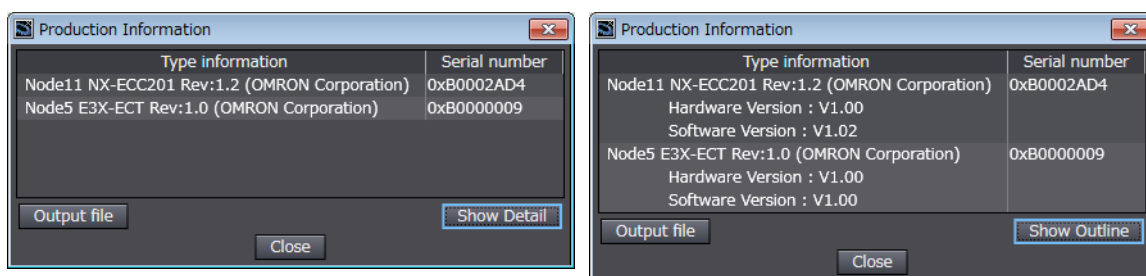 Production Information
Type information Serial number
Node11 NX-ECC201 Rev:1.2 (OMRON Corporation) 0xB0002AD4
Node5 E3X-ECT Rev:1.0 (OMRON Corporation) 0xB0000009
Output file Show Detail
Close
Production Information
Type information Serial number
Node11 NX-ECC201 Rev:1.2 (OMRON Corporation) 0xB0002AD4
Hardware Version : V1.00
Software Version : V1.02
Node5 E3X-ECT Rev:1.0 (OMRON Corporation) 0xB0000009
Hardware Version : V1.00
Software Version : V1.00
Output file Show Outline
Close